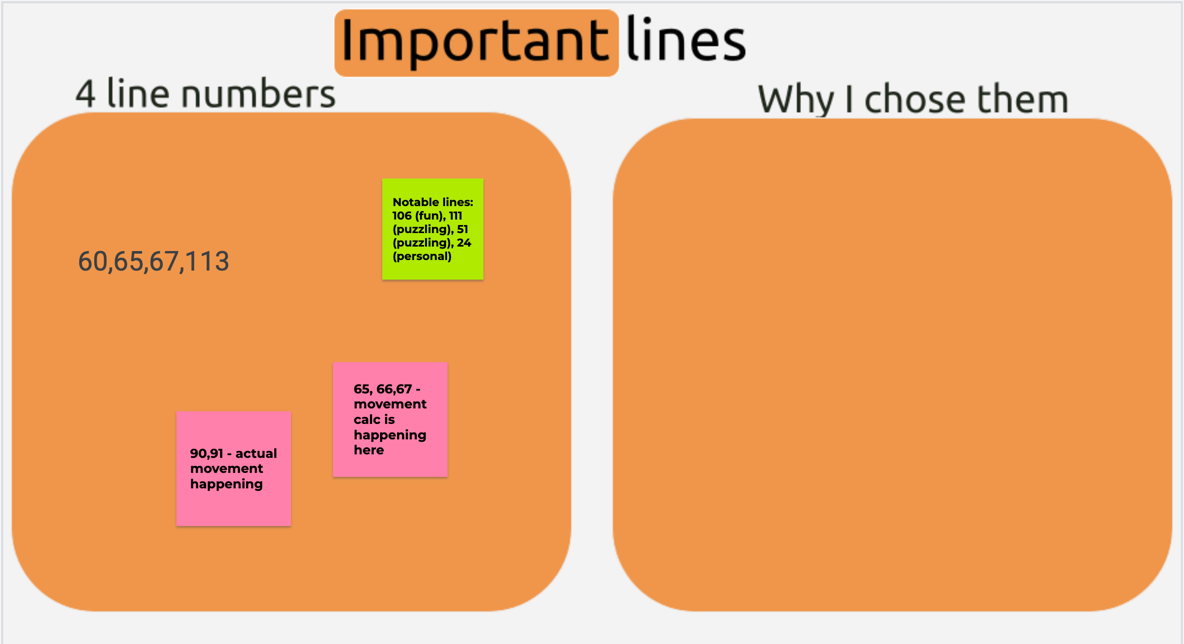 Important lines
4 line numbers
Why I chose them
Notable lines:
106 (fun), 111
(puzzling), 51
(puzzling), 24
(personal)
60,65,67,113
65, 66,67 -
movement
calc is
happening
here
90,91 - actual
movement
happening